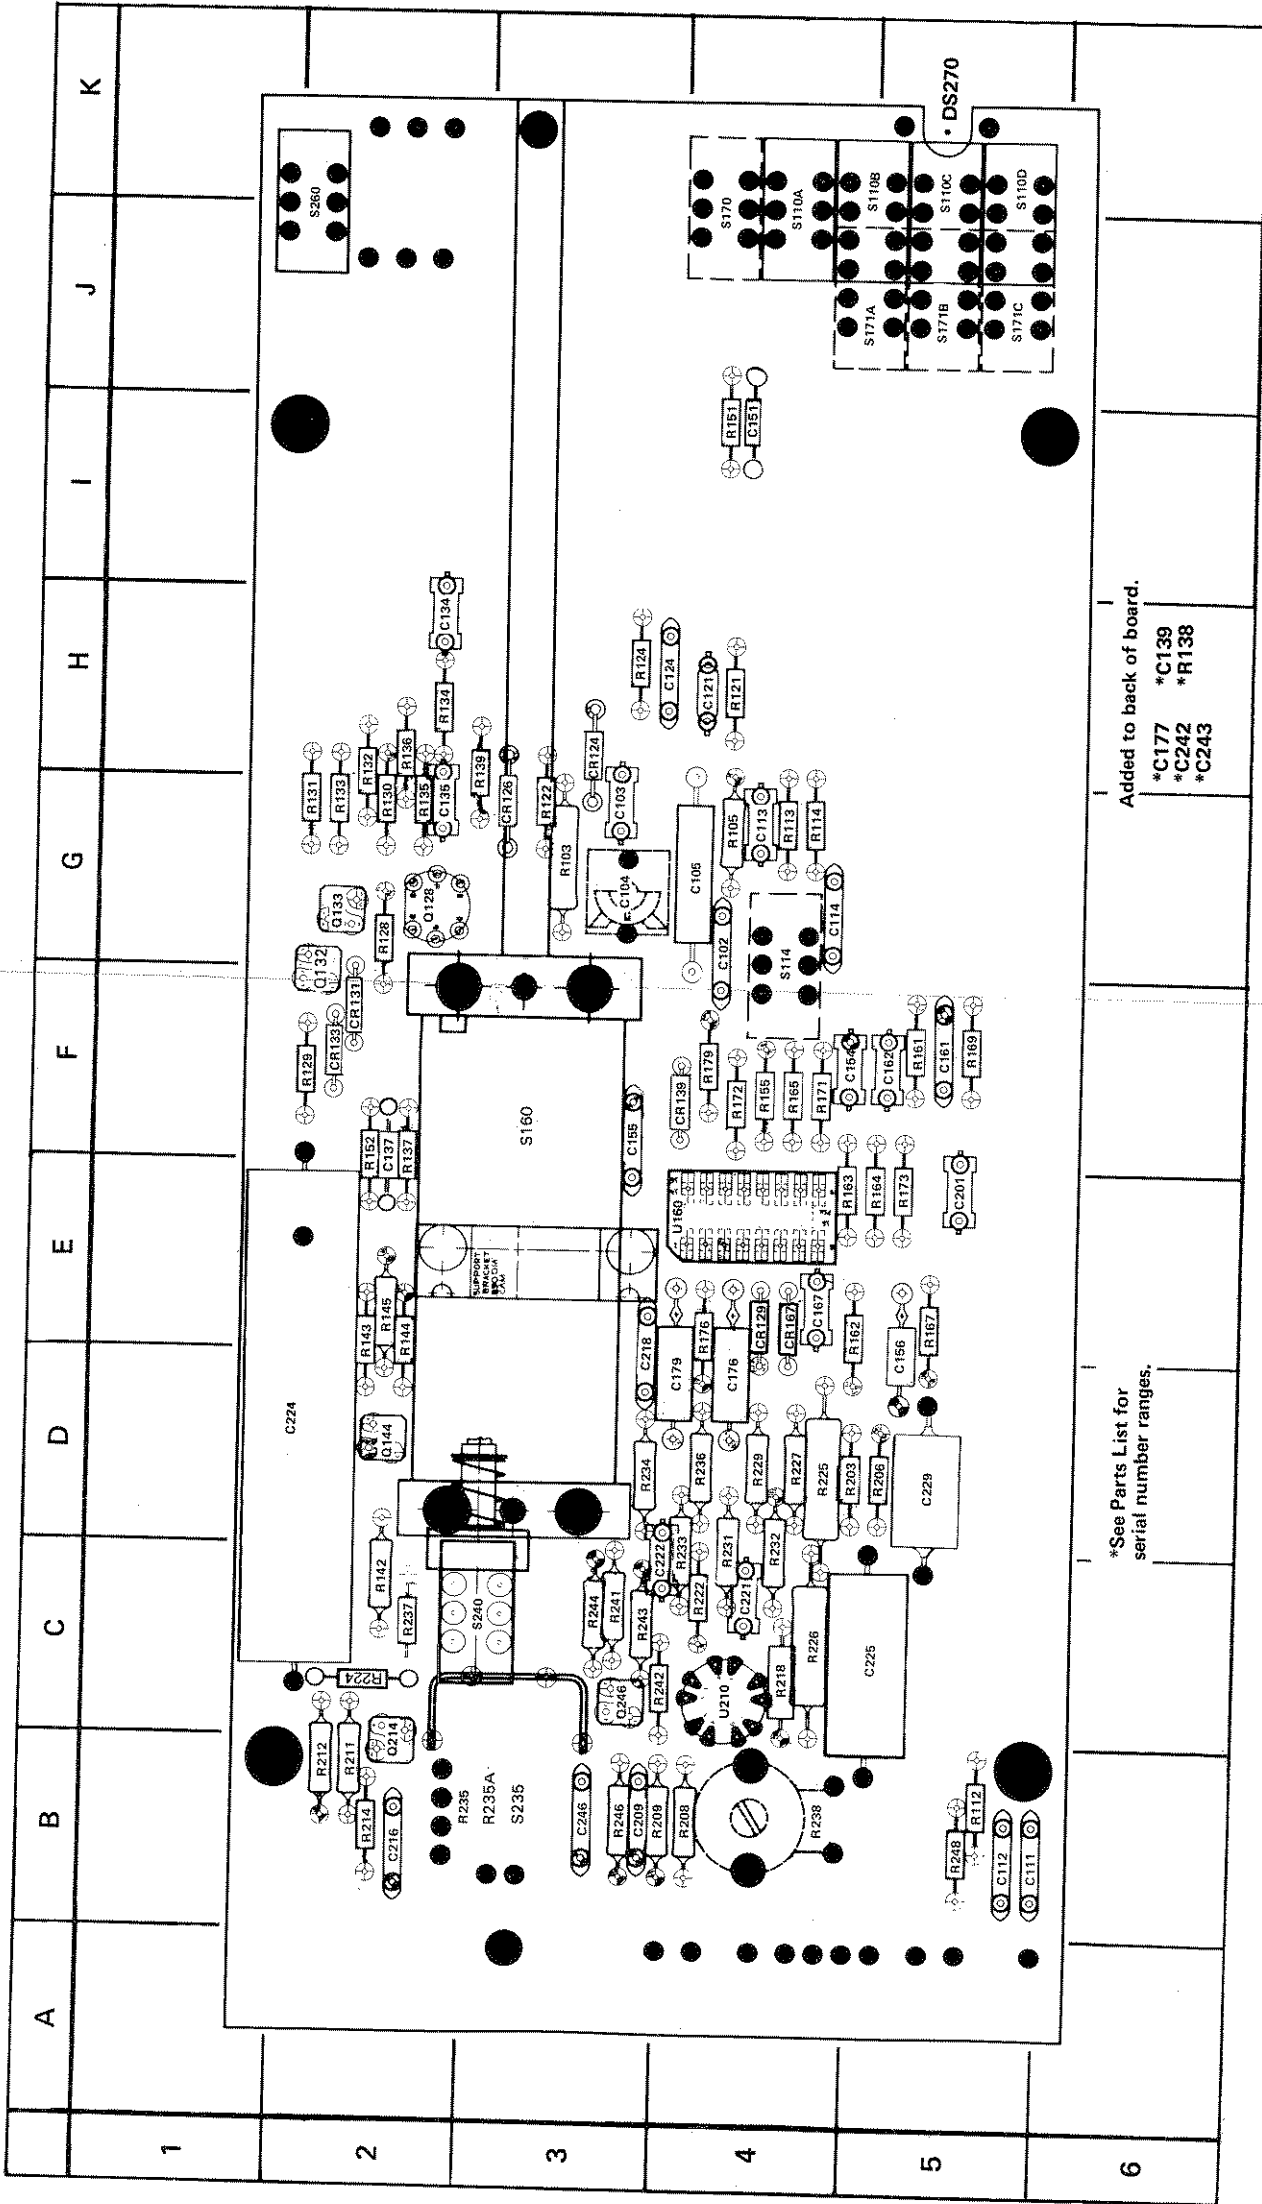 A
B
C
D
E
F
G
H
I
J
K
1
2
3
4
5
6
C224
R212
R211
R214
C216
Q214
R224
R237
R142
Q144
R143
R145
R144
R152
C137
R137
R129
CR133
CR131
Q132
Q133
R128
Q128
R131
R133
R132
R130
R136
R135
C135
R134
C134
R139
S260
R235
R235A
S235
S240
SUPPORT
BRACKET
S160
CR126
R122
R103
CR124
C103
C104
C246
R246
C209
R209
R208
R238
Q246
R242
R244
R241
R243
C222
R233
R222
U210
R218
R226
C221
R231
R232
R234
R236
R229
R227
R225
C218
C179
R176
C176
CR129
CR167
C167
U169
C155
CR139
R179
R172
R155
R165
R171
C102
S114
C114
C105
R105
C113
R113
R114
R124
C124
C121
R121
R151
C151
S170
S110A
S110B
S110C
S110D
S171A
S171B
S171C
• DS270
R248
R112
C112
C111
C225
C229
R203
R206
R162
C156
R167
R163
R164
R173
C201
C154
C162
R161
C161
R169
*See Parts List for
serial number ranges.
Added to back of board.
*C177 *C139
*C242 *R138
*C243